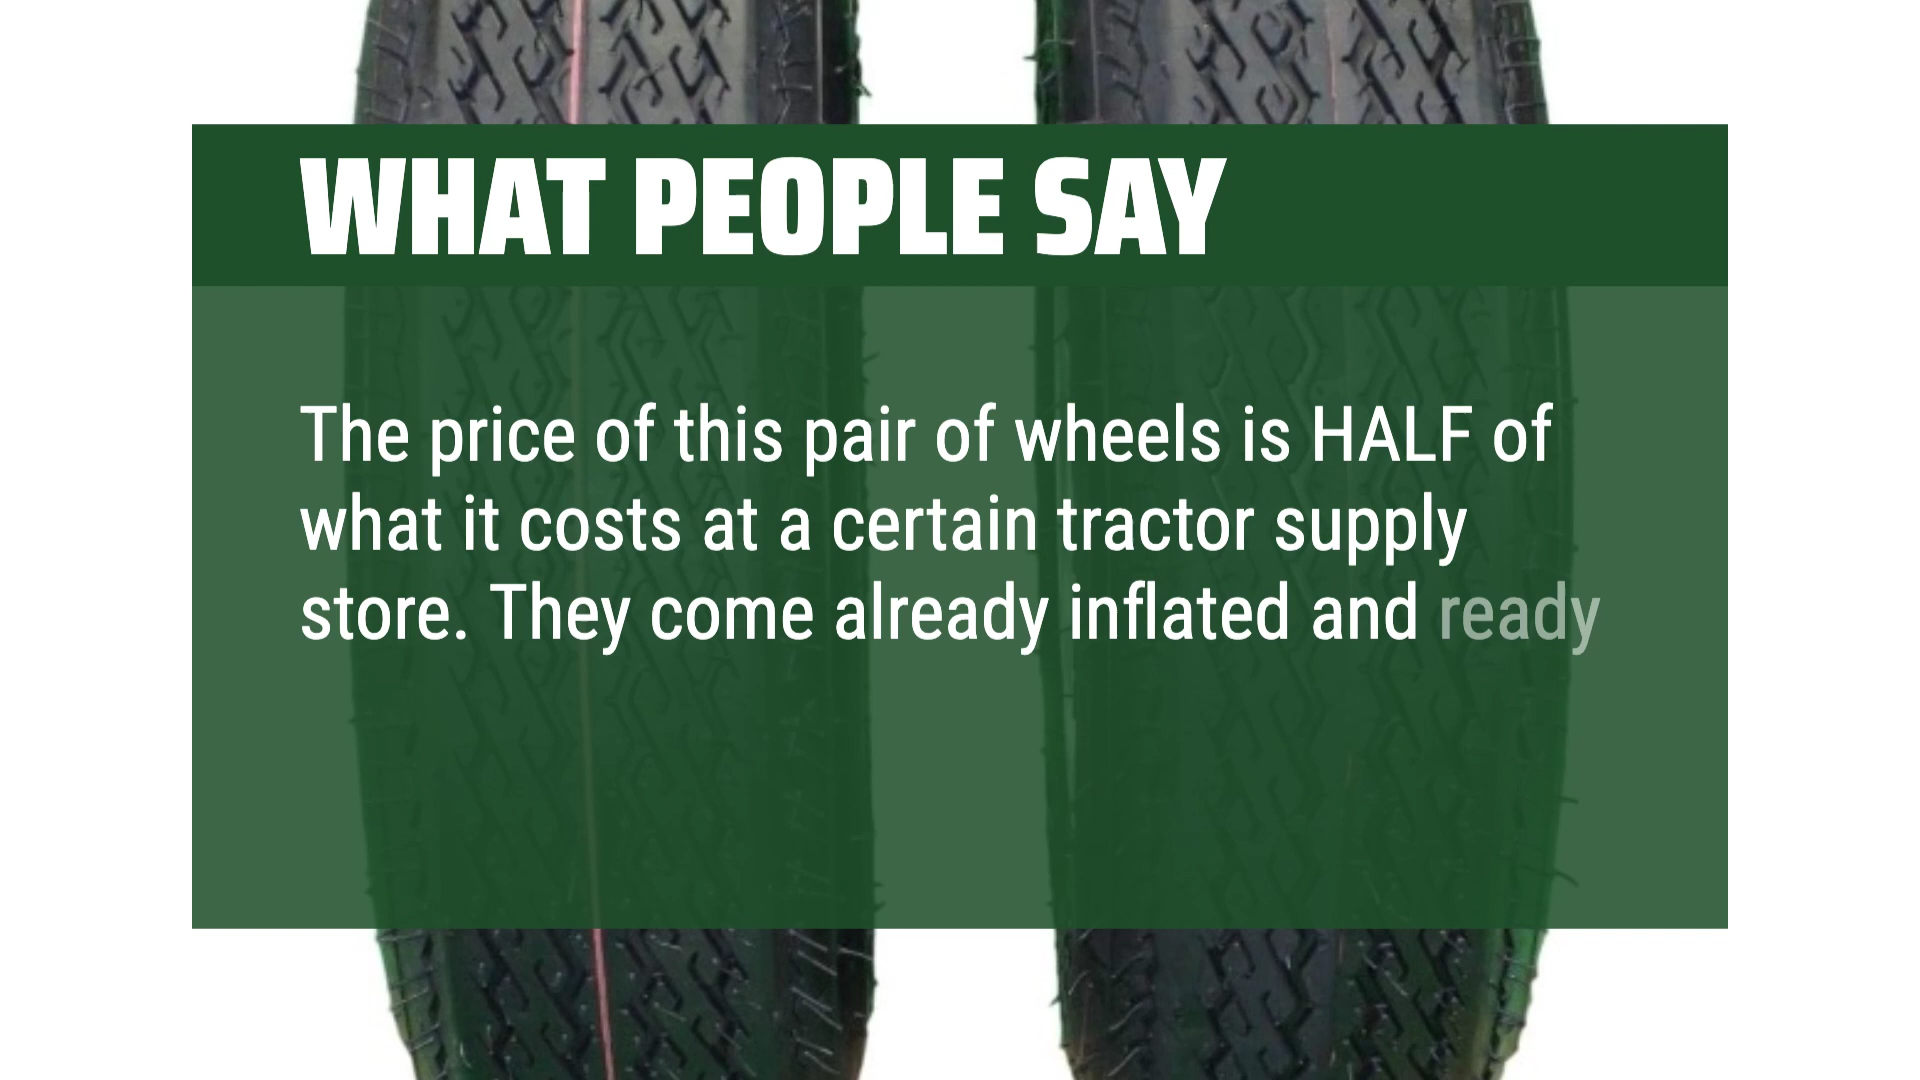 WHAT PEOPLE SAY
The price of this pair of wheels is HALF of
what it costs at a certain tractor supply
store. They come already inflated and ready